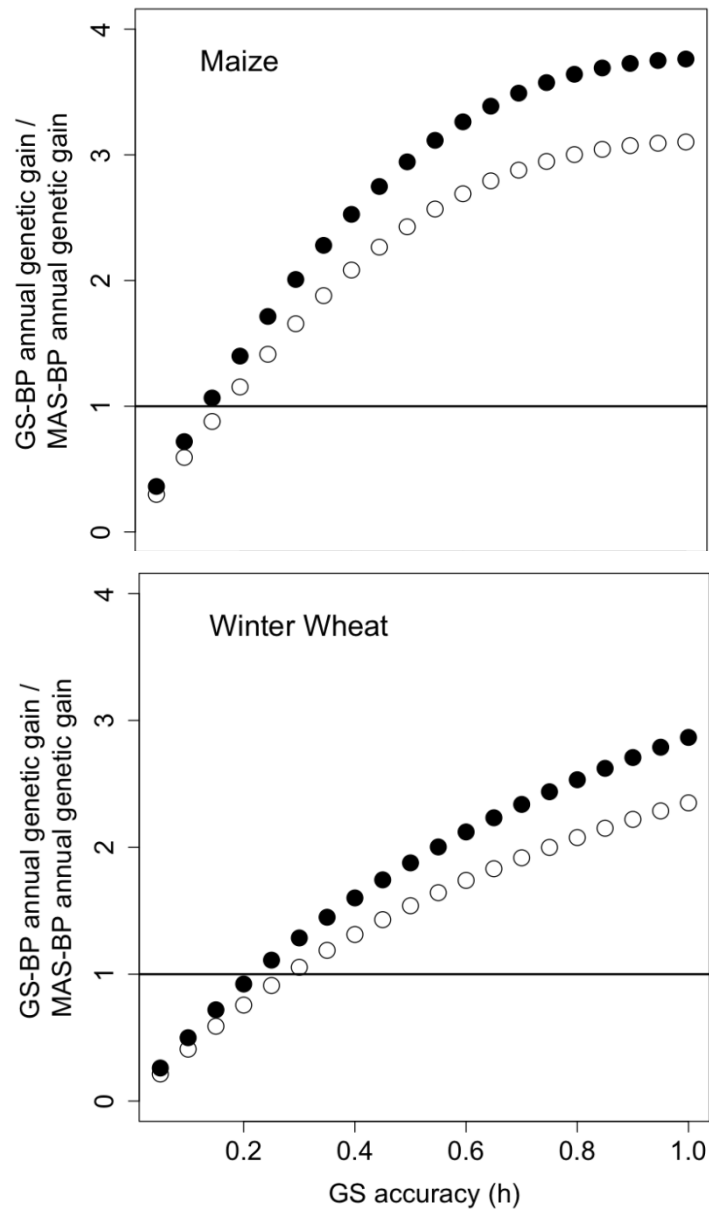 Maize
GS-BP annual genetic gain /
MAS-BP annual genetic gain
4
3
2
1
0
Winter Wheat
GS-BP annual genetic gain /
MAS-BP annual genetic gain
4
3
2
1
0
0.2 0.4 0.6 0.8 1.0
GS accuracy (h)